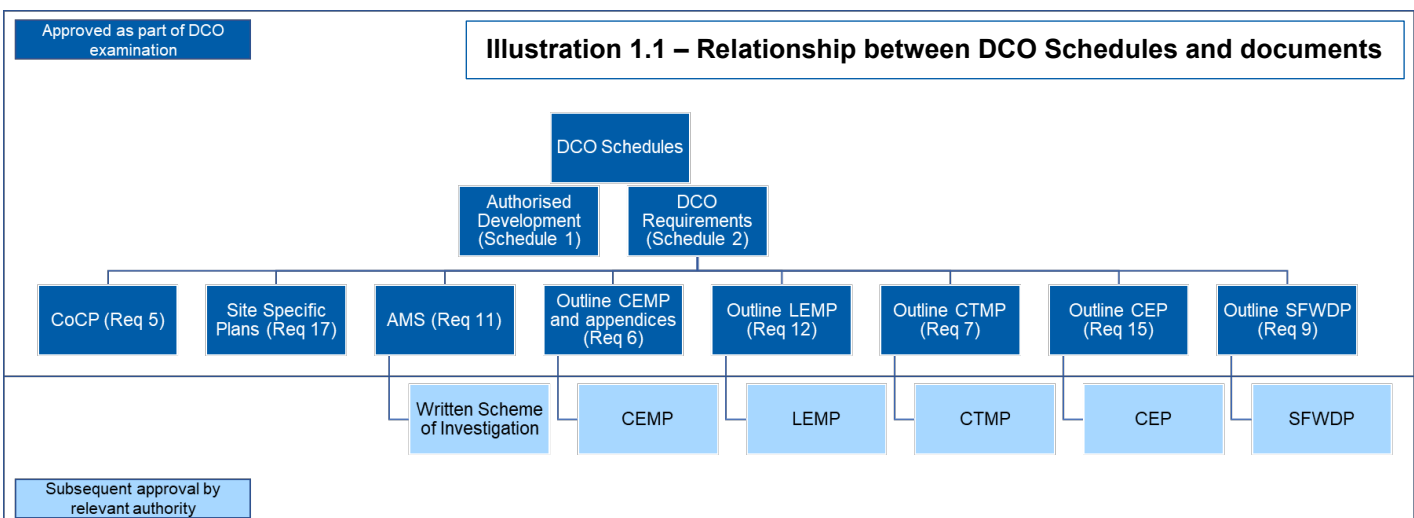 Approved as part of DCO
examination
Illustration 1.1 – Relationship between DCO Schedules and documents
DCO Schedules
Authorised
Development
(Schedule 1)
DCO
Requirements
(Schedule 2)
CoCP (Req 5)
Site Specific
Plans (Req 17)
AMS (Req 11)
Outline CEMP
and appendices
(Req 6)
Outline LEMP
(Req 12)
Outline CTMP
(Req 7)
Outline CEP
(Req 15)
Outline SFWDP
(Req 9)
Written Scheme
of Investigation
CEMP
LEMP
CTMP
CEP
SFWDP
Subsequent approval by
relevant authority